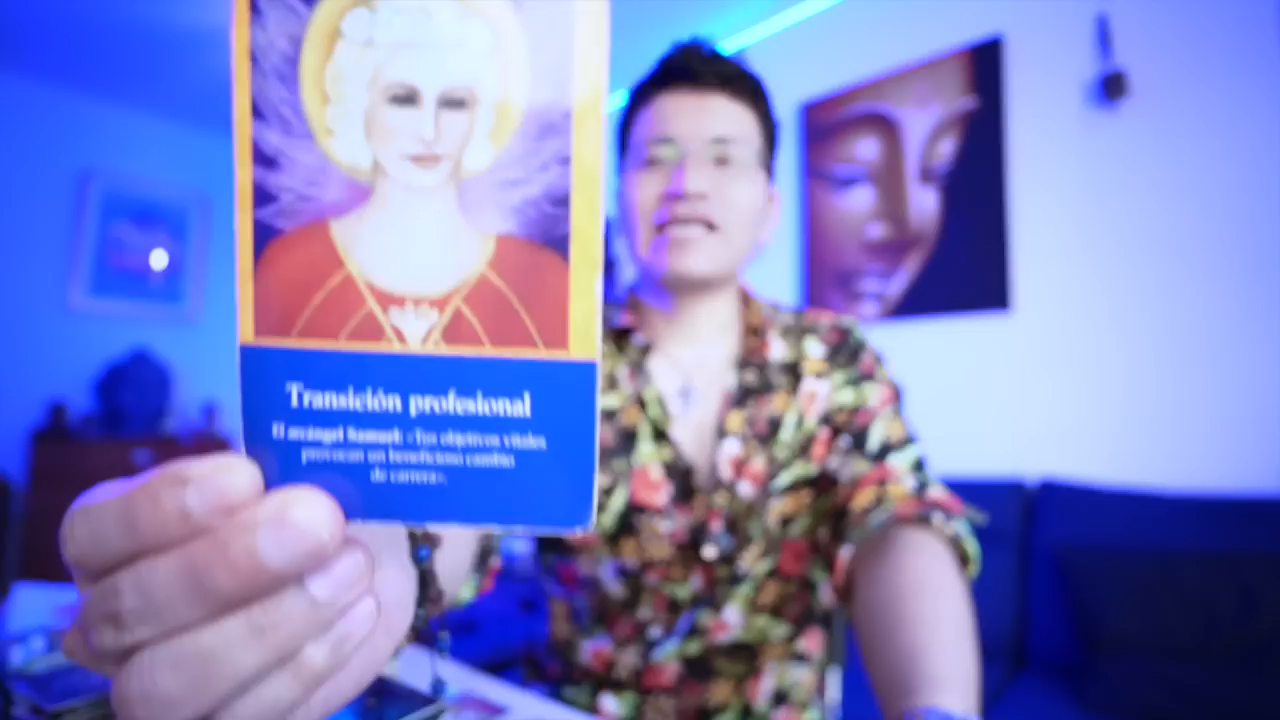 Transición profesional
El arcángel Samuel: «Tus objetivos vitales
provocan un beneficioso cambio
de carrera».